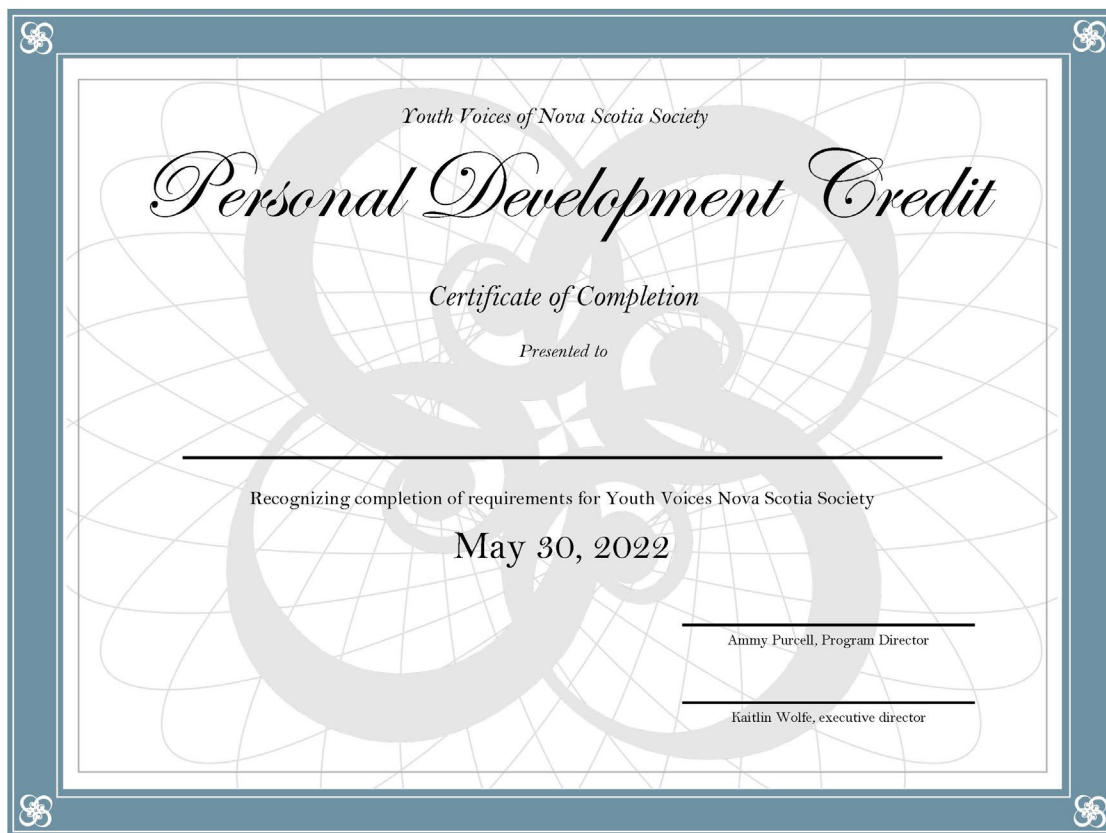 Youth Voices of Nova Scotia Society
Personal Development Credit
Certificate of Completion
Presented to
Recognizing completion of requirements for Youth Voices Nova Scotia Society
May 30, 2022
Ammy Purcell, Program Director
Kaitlin Wolfe, executive director